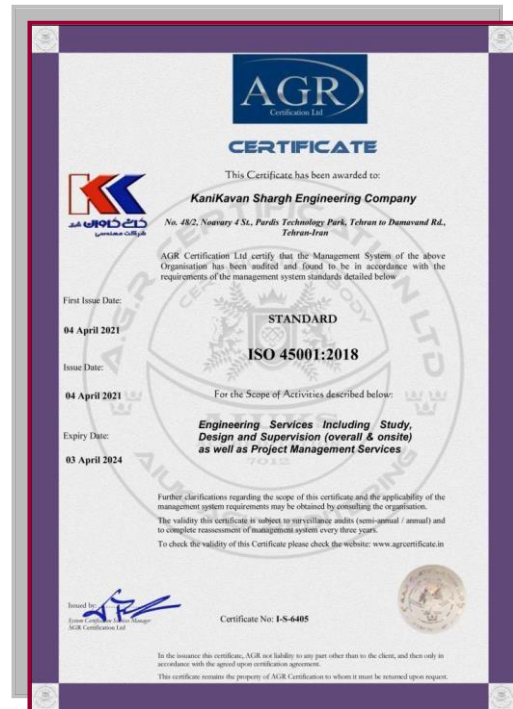 AGR
Certification Ltd
CERTIFICATE
This Certificate has been awarded to:
KaniKavan Shargh Engineering Company
No. 48/2, Noavary 4 St., Pardis Technology Park, Tehran to Damavand Rd.,
Tehran-Iran
کانی کاوان شرق
شرکت مهندسی
AGR Certification Ltd certify that the Management System of the above
Organisation has been audited and found to be in accordance with the
requirements of the management system standards detailed below
First Issue Date:
04 April 2021
STANDARD
ISO 45001:2018
Issue Date:
04 April 2021
For the Scope of Activities described below:
Engineering Services Including Study,
Design and Supervision (overall & onsite)
as well as Project Management Services
Expiry Date:
03 April 2024
Further clarifications regarding the scope of this certificate and the applicability of the
management system requirements may be obtained by consulting the organisation.
The validity this certificate is subject to surveillance audits (semi-annual / annual) and
to complete reassessment of management system every three years.
To check the validity of this Certificate please check the website: www.agrcertificate.in
Issued by:
System Certification Manager
AGR Certification Ltd
Certificate No: I-S-6405
In the issuance this certificate, AGR not liability to any part other than to the client, and then only in
accordance with the agreed upon certification agreement.
This certificate remains the property of AGR Certification to whom it must be returned upon request.